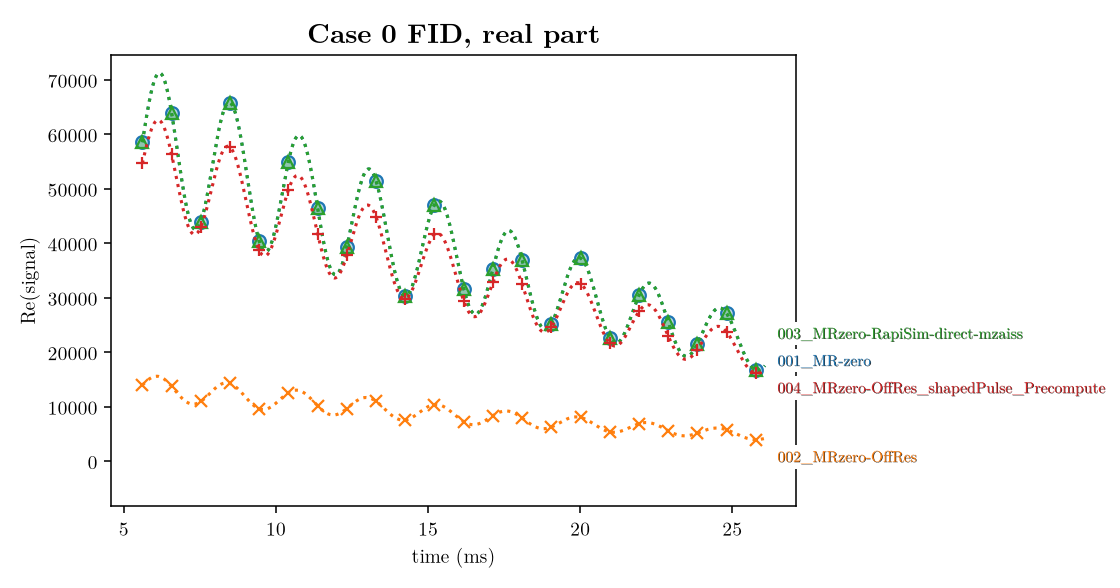 Case 0 FID, real part
70000
60000
50000
40000
30000
20000
10000
0
Re(signal)
5
10
15
20
25
time (ms)
003_MRzero-RapiSim-direct-mzaiss
001_MR-zero
004_MRzero-OffRes_shapedPulse_Precompute
002_MRzero-OffRes